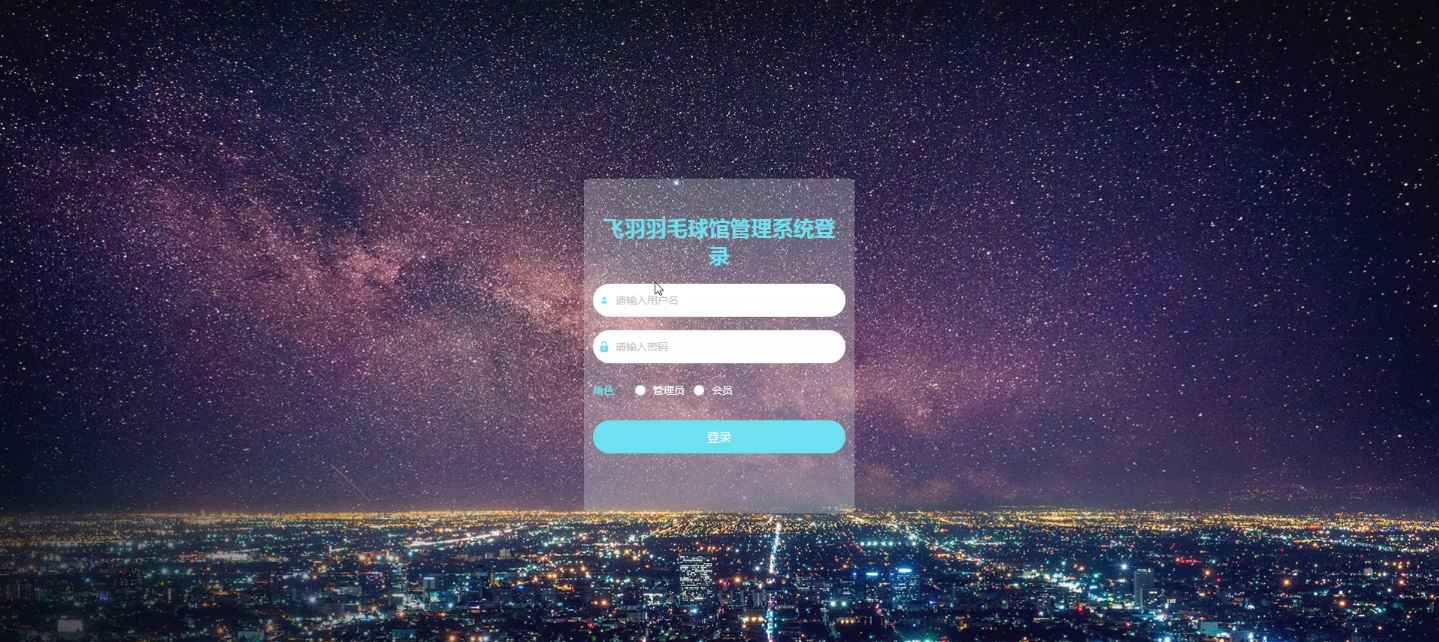 飞羽羽毛球馆管理系统登
录
请输入用户名
请输入密码
角色 管理员 会员
登录